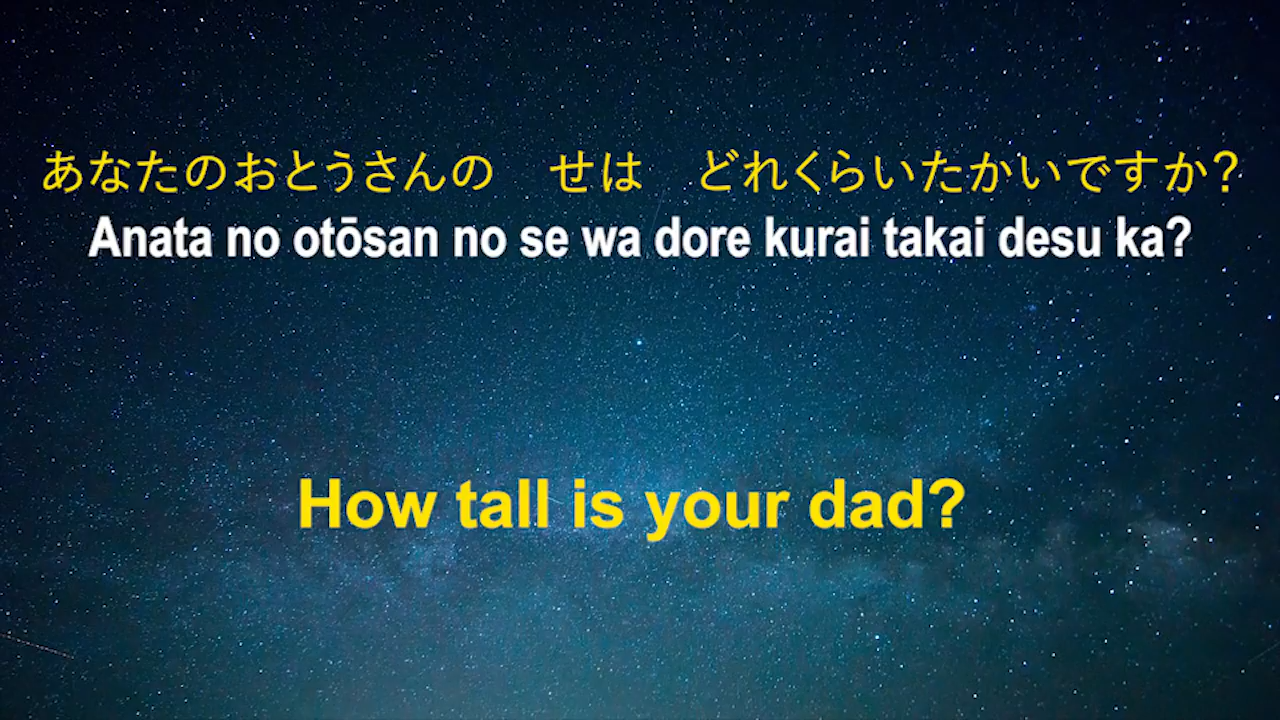 あなたのおとうさんの　せは　どれくらいたかいですか?
Anata no otōsan no se wa dore kurai takai desu ka?
How tall is your dad?